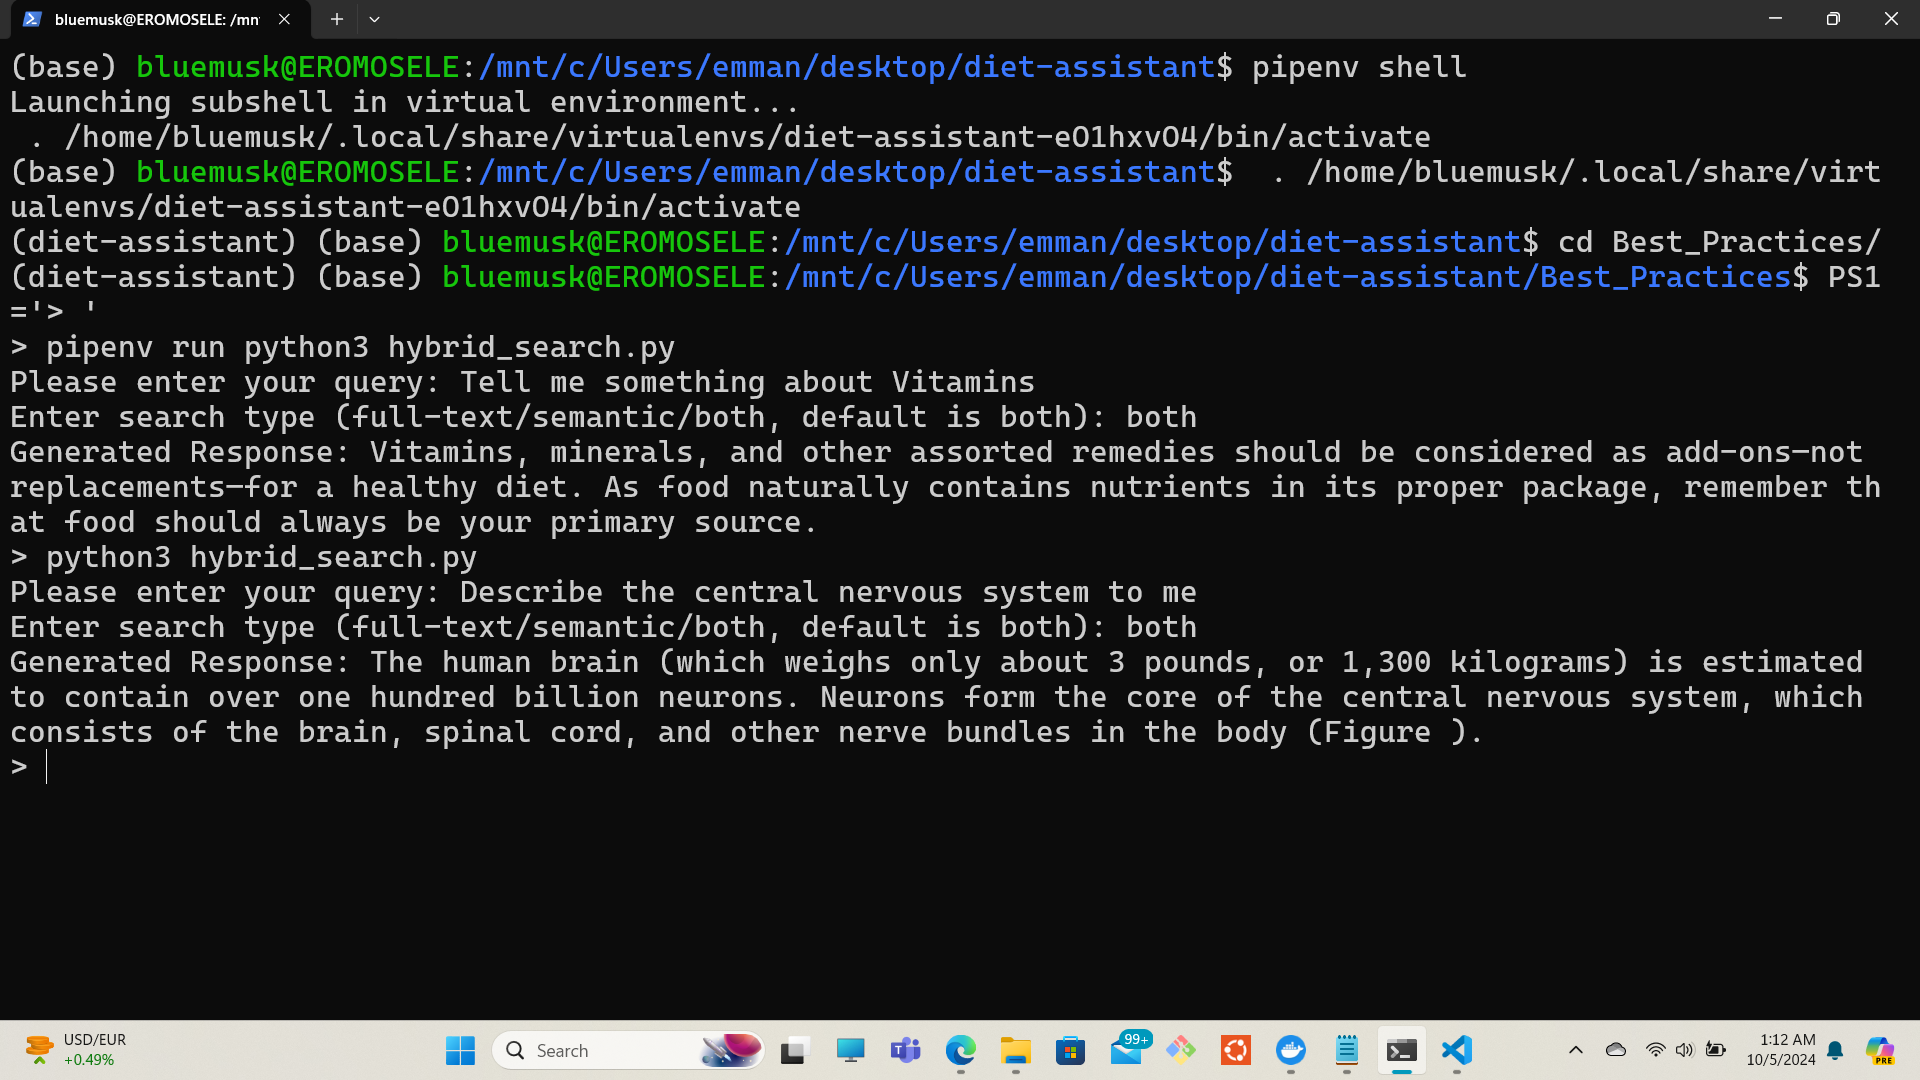 bluemusk@EROMOSELE: /mn
(base) bluemusk@EROMOSELE:/mnt/c/Users/emman/desktop/diet-assistant$ pipenv shell
Launching subshell in virtual environment...
 . /home/bluemusk/.local/share/virtualenvs/diet-assistant-eO1hxvO4/bin/activate
(base) bluemusk@EROMOSELE:/mnt/c/Users/emman/desktop/diet-assistant$  . /home/bluemusk/.local/share/virt
ualenvs/diet-assistant-eO1hxvO4/bin/activate
(diet-assistant) (base) bluemusk@EROMOSELE:/mnt/c/Users/emman/desktop/diet-assistant$ cd Best_Practices/
(diet-assistant) (base) bluemusk@EROMOSELE:/mnt/c/Users/emman/desktop/diet-assistant/Best_Practices$ PS1
='> '
> pipenv run python3 hybrid_search.py
Please enter your query: Tell me something about Vitamins
Enter search type (full-text/semantic/both, default is both): both
Generated Response: Vitamins, minerals, and other assorted remedies should be considered as add-ons—not
replacements—for a healthy diet. As food naturally contains nutrients in its proper package, remember th
at food should always be your primary source.
> python3 hybrid_search.py
Please enter your query: Describe the central nervous system to me
Enter search type (full-text/semantic/both, default is both): both
Generated Response: The human brain (which weighs only about 3 pounds, or 1,300 kilograms) is estimated
to contain over one hundred billion neurons. Neurons form the core of the central nervous system, which
consists of the brain, spinal cord, and other nerve bundles in the body (Figure ).
>
USD/EUR
+0.49%
Search
99+
1:12 AM
10/5/2024
PRE